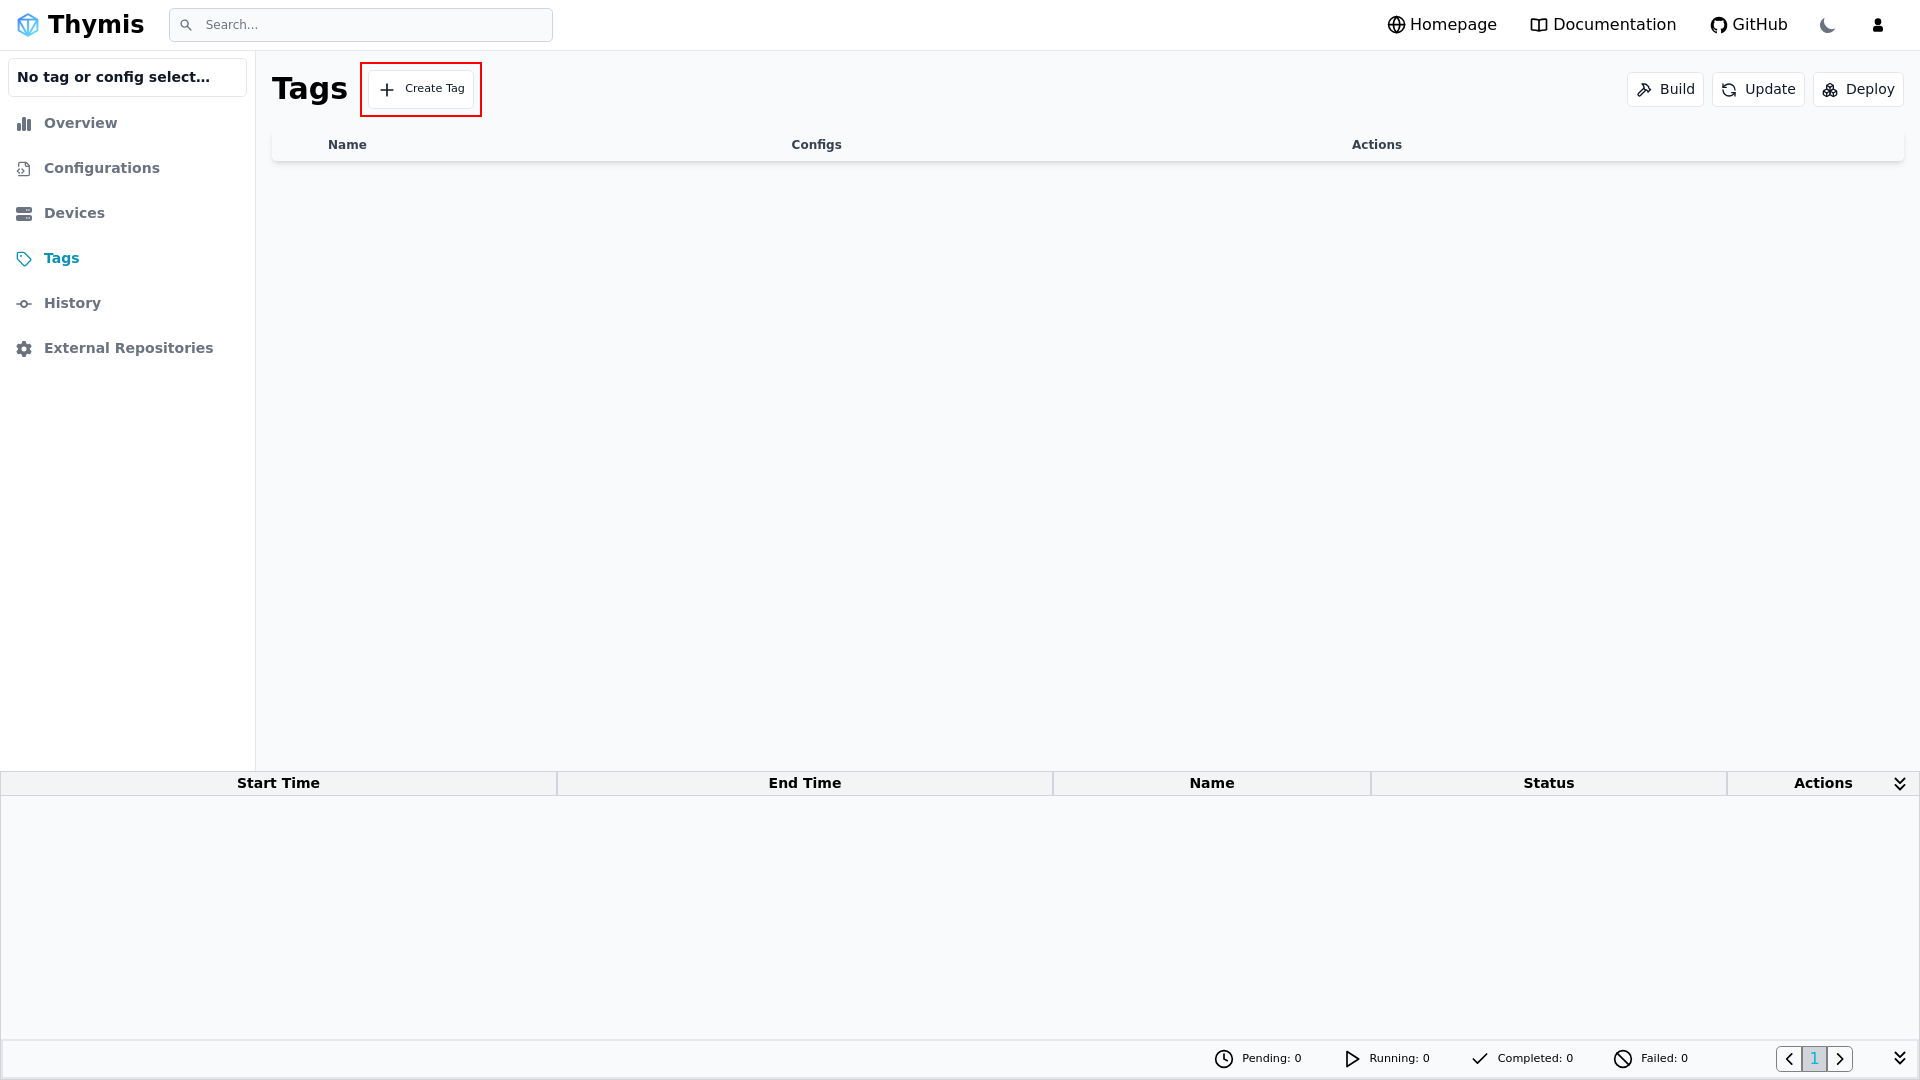 Thymis
Search...
Homepage
Documentation
GitHub
No tag or config select...
Overview
Configurations
Devices
Tags
History
External Repositories
Tags
Create Tag
Build
Update
Deploy
Name
Configs
Actions
Start Time
End Time
Name
Status
Actions
Pending: 0
Running: 0
Completed: 0
Failed: 0
1